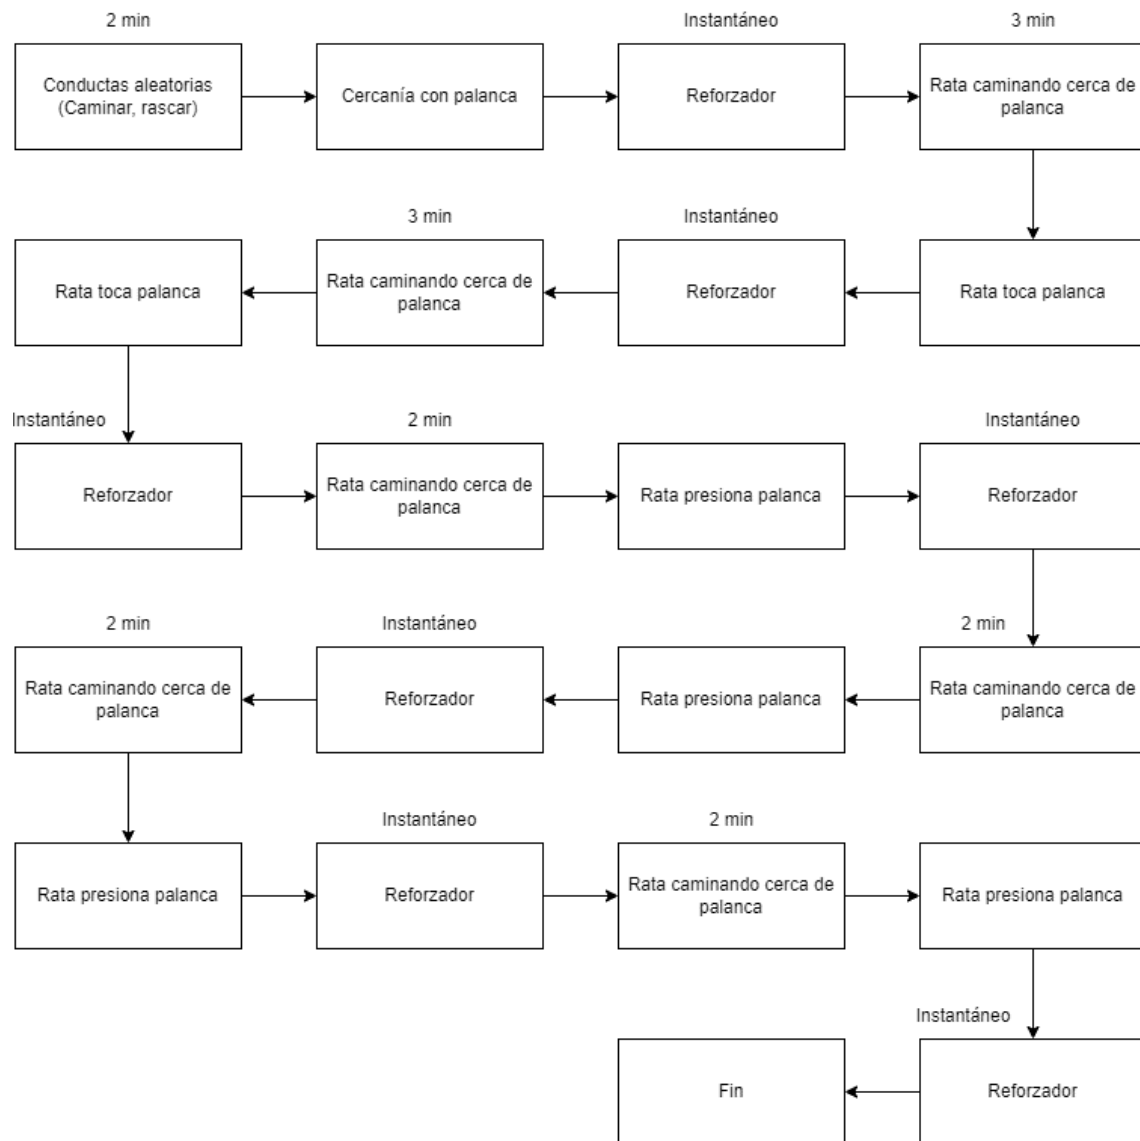 2 min
Instantáneo
3 min
Conductas aleatorias
(Caminar, rascar)
Cercanía con palanca
Reforzador
Rata caminando cerca de
palanca
3 min
Instantáneo
Rata toca palanca
Rata caminando cerca de
palanca
Reforzador
Rata toca palanca
Instantáneo
2 min
Instantáneo
Reforzador
Rata caminando cerca de
palanca
Rata presiona palanca
Reforzador
2 min
Instantáneo
2 min
Rata caminando cerca de
palanca
Reforzador
Rata presiona palanca
Rata caminando cerca de
palanca
Instantáneo
2 min
Rata presiona palanca
Reforzador
Rata caminando cerca de
palanca
Rata presiona palanca
Instantáneo
Fin
Reforzador